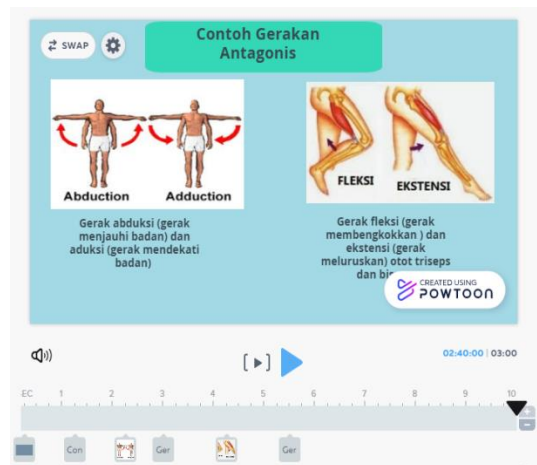 SWAP
Contoh Gerakan
Antagonis
Abduction
Adduction
FLEKSI
EKSTENSI
Gerak abduksi (gerak
menjauhi badan) dan
aduksi (gerak mendekati
badan)
Gerak fleksi (gerak
membengkokkan ) dan
ekstensi (gerak
meluruskan) otot triseps
dan
CREATED USING
POWTOON
02:40:00 | 03:00
EC 1 2 3 4 5 6 7 8 9 10
Con
Ger
Ger